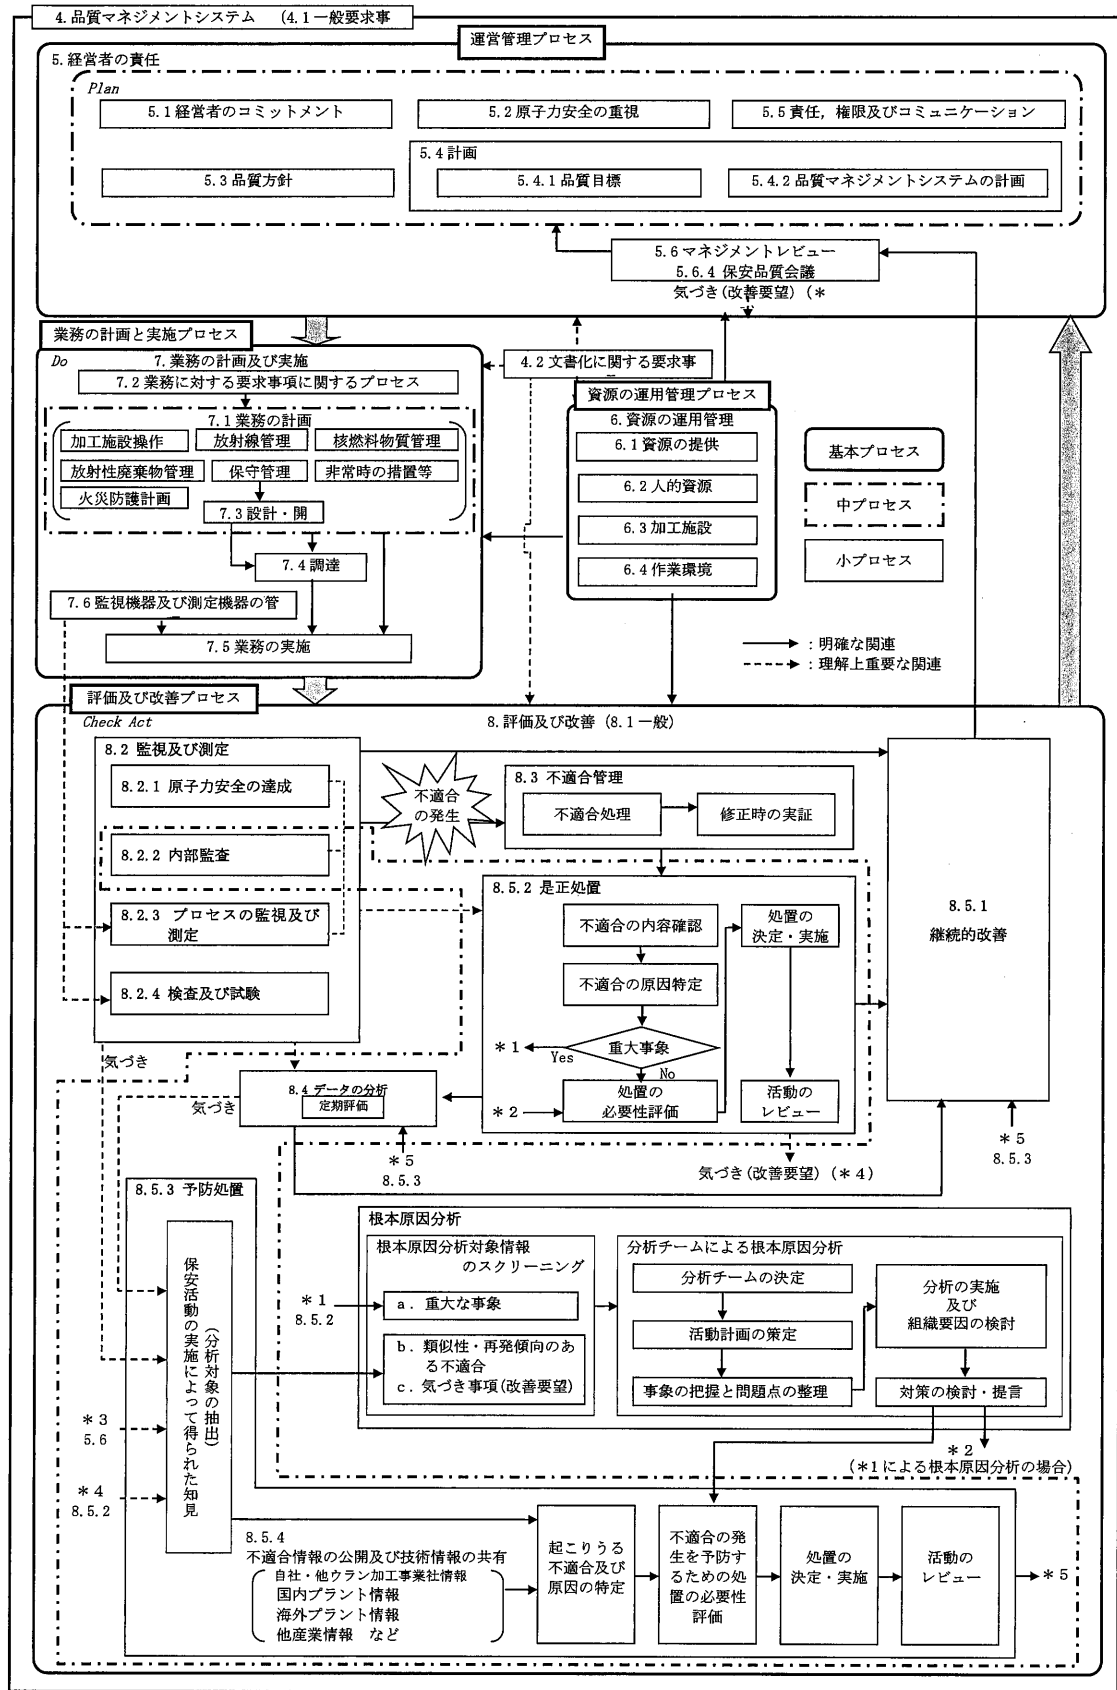 4.品質マネジメントシステム (4.1一般要求事
運営管理プロセス
5.経営者の責任
Plan
5.1経営者のコミットメント
5.2原子力安全の重視
5.5責任,権限及びコミュニケーション
5.4計画
5.3品質方針
5.4.1品質目標
5.4.2品質マネジメントシステムの計画
5.6マネジメントレビュー
5.6.4 保安品質会議
気づき(改善要望) (*
業務の計画と実施プロセス
Do
7.業務の計画及び実施
7.2業務に対する要求事項に関するプロセス
7.1業務の計画
加工施設操作
放射線管理
核燃料物質管理
放射性廃棄物管理
保守管理
非常時の措置等
火災防護計画
7.3設計・開
7.4調達
7.6監視機器及び測定機器の管
7.5業務の実施
4.2文書化に関する要求事
資源の運用管理プロセス
6.資源の運用管理
6.1資源の提供
6.2人的資源
6.3加工施設
6.4作業環境
基本プロセス
中プロセス
小プロセス
:明確な関連
:理解上重要な関連
評価及び改善プロセス
Check Act
8.評価及び改善 (8.1一般)
8.2 監視及び測定
8.2.1 原子力安全の達成
8.2.2 内部監査
8.2.3 プロセスの監視及び
測定
8.2.4 検査及び試験
不適合
の発生
8.3 不適合管理
不適合処理
修正時の実証
8.5.2 是正処置
不適合の内容確認
不適合の原因特定
重大事象
*1
Yes
No
*2
処置の
必要性評価
処置の
決定・実施
活動の
レビュー
8.5.1
継続的改善
気づき
気づき
8.4 データの分析
定期評価
*5
8.5.3
気づき(改善要望) (*4)
*5
8.5.3
8.5.3 予防処置
保安活動の実施によって得られた知見
(分析対象の抽出)
*3
5.6
*4
8.5.2
根本原因分析
根本原因分析対象情報
のスクリーニング
*1
8.5.2
a. 重大な事象
b. 類似性・再発傾向のあ
る不適合
c. 気づき事項(改善要望)
分析チームによる根本原因分析
分析チームの決定
活動計画の策定
事象の把握と問題点の整理
分析の実施
及び
組織要因の検討
対策の検討・提言
*2
(*1による根本原因分析の場合)
8.5.4
不適合情報の公開及び技術情報の共有
自社・他ウラン加工事業社情報
国内プラント情報
海外プラント情報
他産業情報 など
起こりうる
不適合及び
原因の特定
不適合の発
生を予防す
るための処
置の必要性
評価
処置の
決定・実施
活動の
レビュー
*5